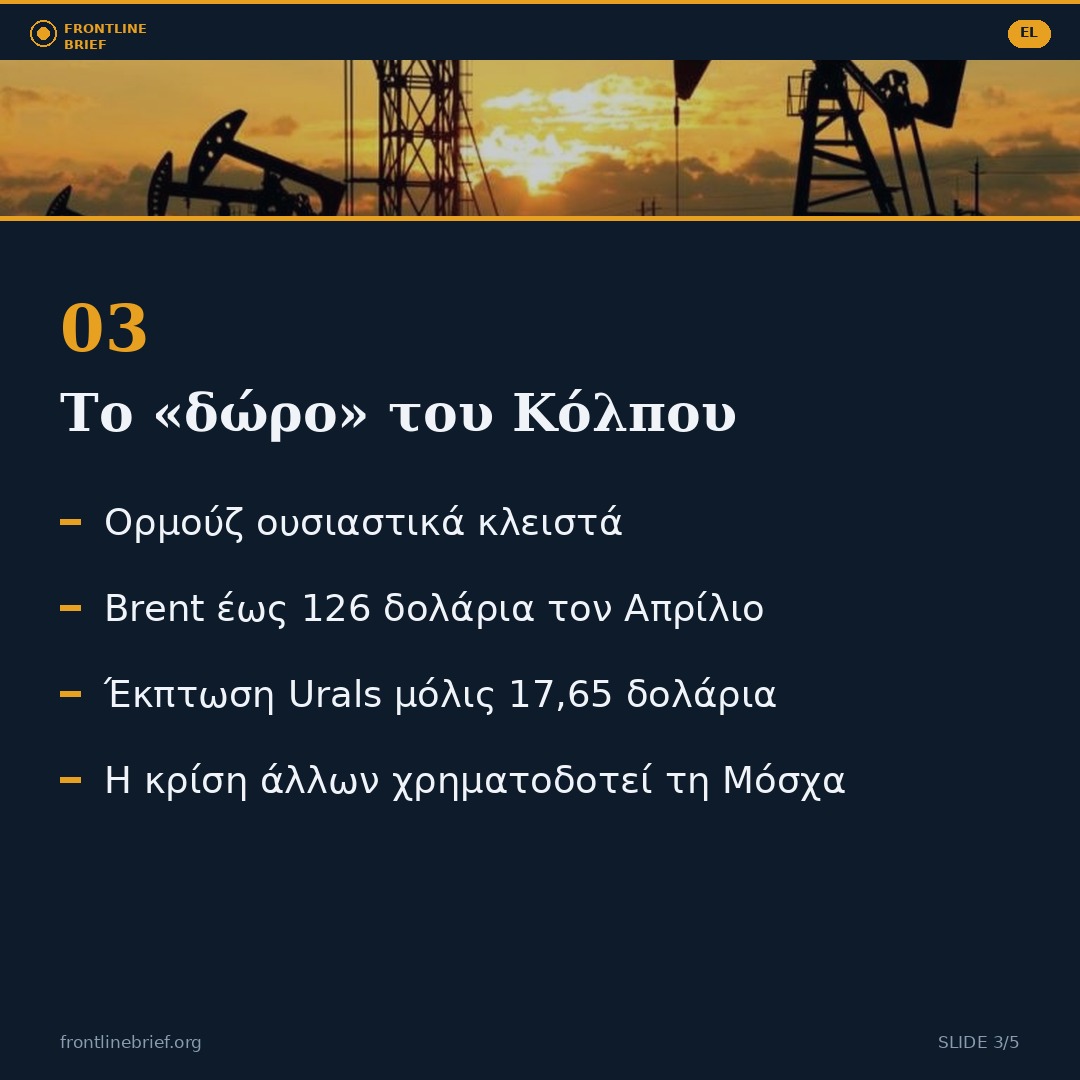 FRONTLINE
BRIEF
EL
03
Το «δώρο» του Κόλπου
Ορμούζ ουσιαστικά κλειστά
Brent έως 126 δολάρια τον Απρίλιο
Έκπτωση Urals μόλις 17,65 δολάρια
Η κρίση άλλων χρηματοδοτεί τη Μόσχα
frontlinebrief.org
SLIDE 3/5